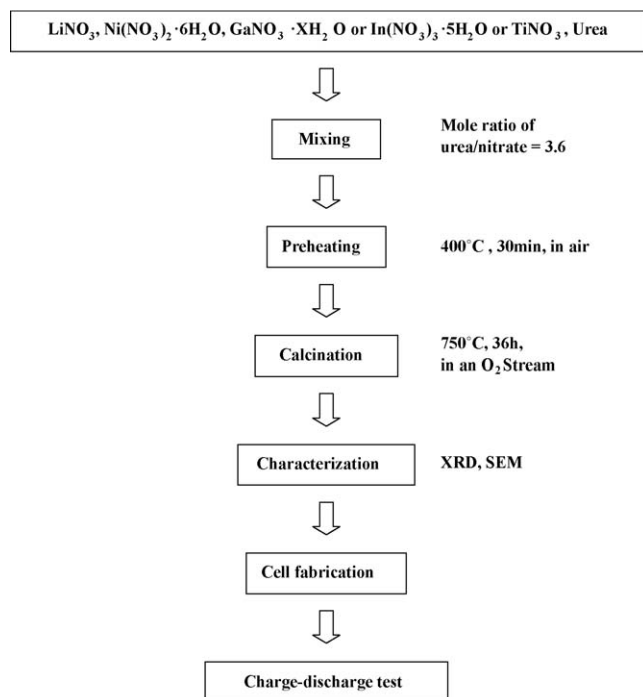 LiNO₃, Ni(NO₃)₂·6H₂O, GaNO₃ ·XH₂ O or In(NO₃)₃·5H₂O or TiNO₃, Urea
Mixing
Mole ratio of
urea/nitrate = 3.6
Preheating
400°C , 30min, in air
Calcination
750°C, 36h,
in an O₂ Stream
Characterization
XRD, SEM
Cell fabrication
Charge-discharge test